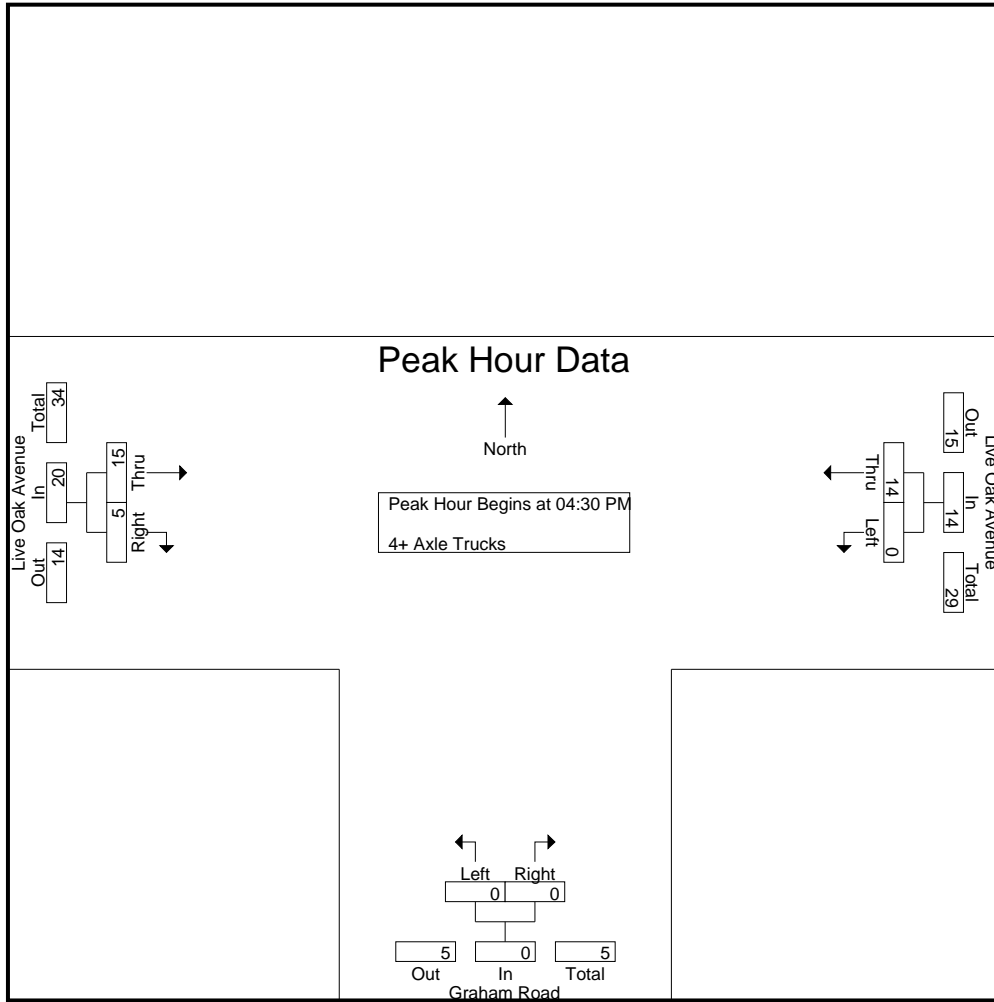 Peak Hour Data
North
Peak Hour Begins at 04:30 PM
4+ Axle Trucks
Live Oak Avenue
Out In Total
14 20 34
Right Thru
5 15
Live Oak Avenue
Out In Total
15 14 29
Thru Left
14 0
Left Right
0 0
5 0 5
Out In Total
Graham Road